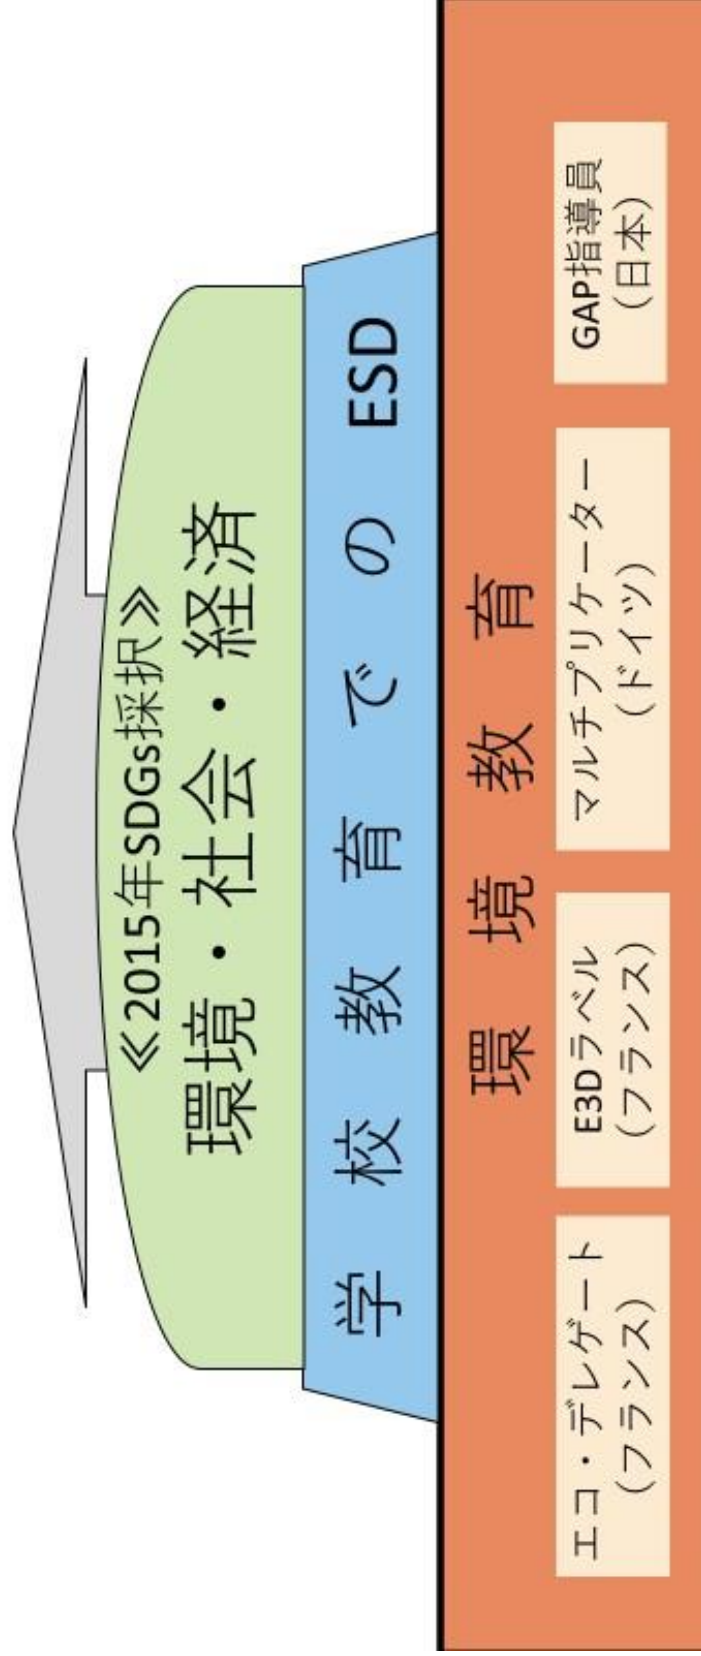 《2015年SDGs採択》
環境・社会・経済
学校教育でのESD
環境教育
エコ・デレゲート
（フランス）
E3Dラベル
（フランス）
マルチプリケーター
（ドイツ）
GAP指導員
（日本）